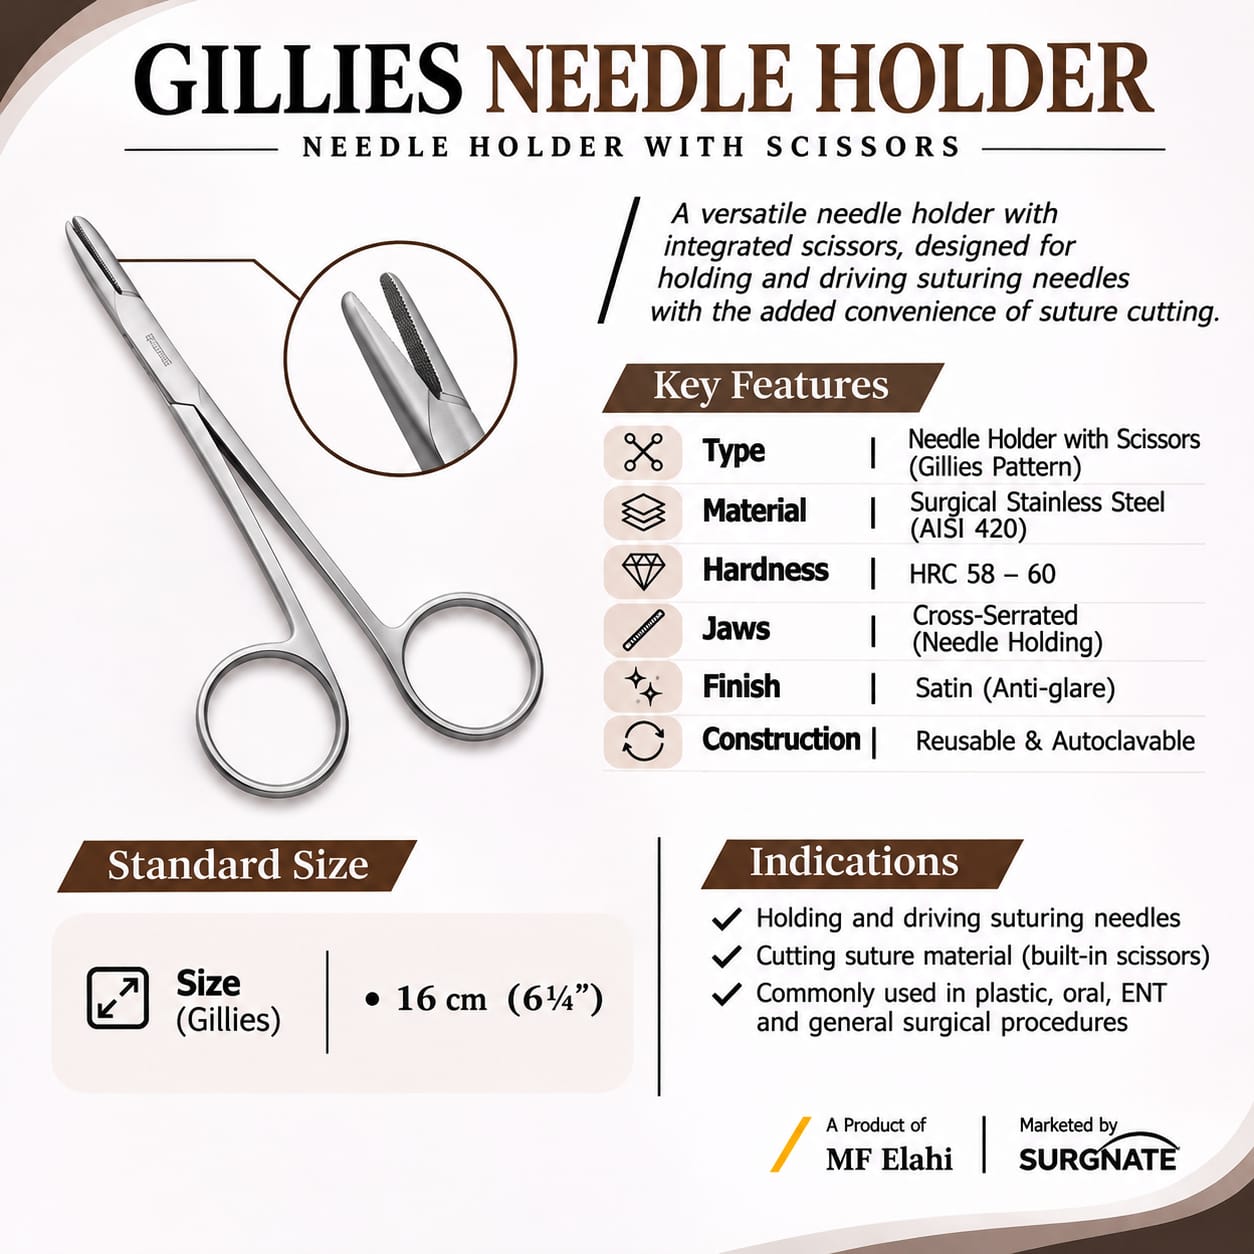 GILLIES NEEDLE HOLDER
NEEDLE HOLDER WITH SCISSORS
A versatile needle holder with
integrated scissors, designed for
holding and driving suturing needles
with the added convenience of suture cutting.
Key Features
Type | Needle Holder with Scissors
(Gillies Pattern)
Material | Surgical Stainless Steel
(AISI 420)
Hardness | HRC 58 – 60
Jaws | Cross-Serrated
(Needle Holding)
Finish | Satin (Anti-glare)
Construction | Reusable & Autoclavable
Standard Size
Size
(Gillies)
• 16 cm (6¼”)
Indications
Holding and driving suturing needles
Cutting suture material (built-in scissors)
Commonly used in plastic, oral, ENT
and general surgical procedures
A Product of
MF Elahi
Marketed by
SURGNATE